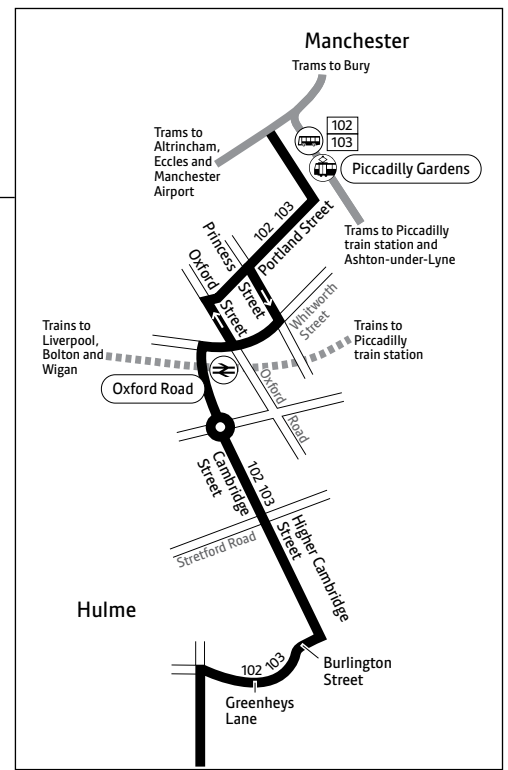 Manchester
Trams to Bury
102
103
Piccadilly Gardens
Trams to
Altrincham,
Eccles and
Manchester
Airport
Trams to Piccadilly
train station and
Ashton-under-Lyne
102 103
Portland Street
Princess
Street
Oxford
Street
Whitworth
Street
Trains to
Liverpool,
Bolton and
Wigan
Trains to
Piccadilly
train station
Oxford Road
Oxford
Road
Cambridge
Street
102 103
Higher Cambridge
Street
Stretford Road
Hulme
102 103
Burlington
Street
Greenheys
Lane